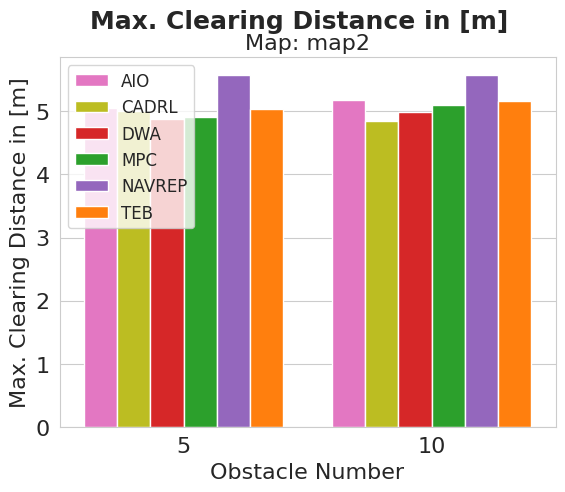 Max. Clearing Distance in [m]
Map: map2
Max. Clearing Distance in [m]
5
4
3
2
1
0
AIO
CADRL
DWA
MPC
NAVREP
TEB
5
10
Obstacle Number